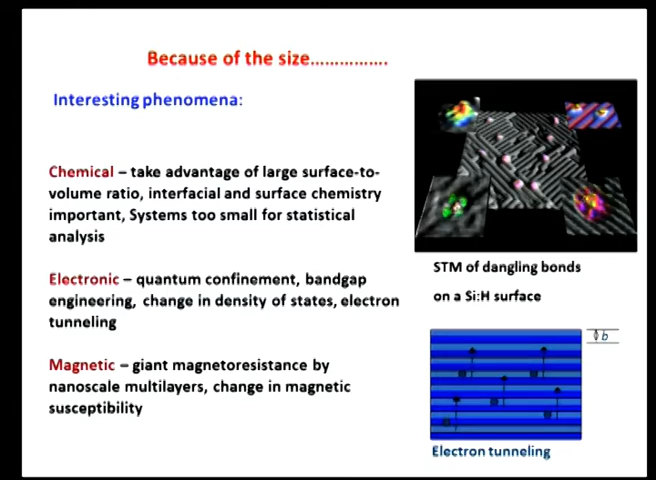 Because of the size................
Interesting phenomena:
Chemical – take advantage of large surface-to-
volume ratio, interfacial and surface chemistry
important, Systems too small for statistical
analysis
Electronic – quantum confinement, bandgap
engineering, change in density of states, electron
tunneling
Magnetic – giant magnetoresistance by
nanoscale multilayers, change in magnetic
susceptibility
STM of dangling bonds
on a Si:H surface
b
Electron tunneling